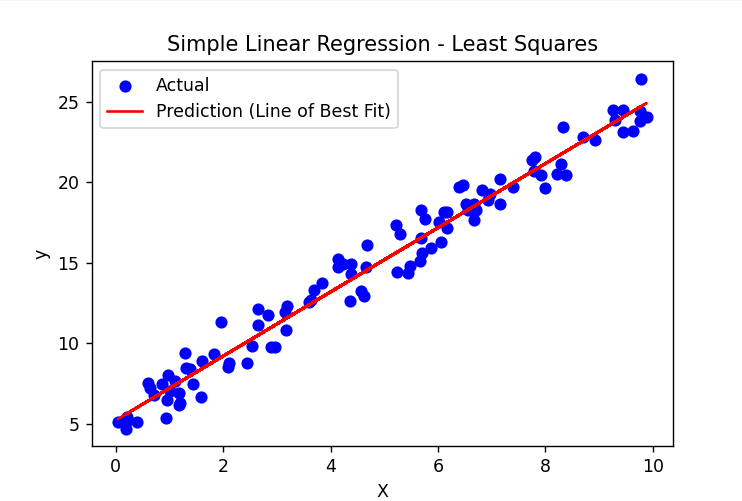 Simple Linear Regression - Least Squares
Actual
Prediction (Line of Best Fit)
25
20
15
10
5
y
0 2 4 6 8 10
X